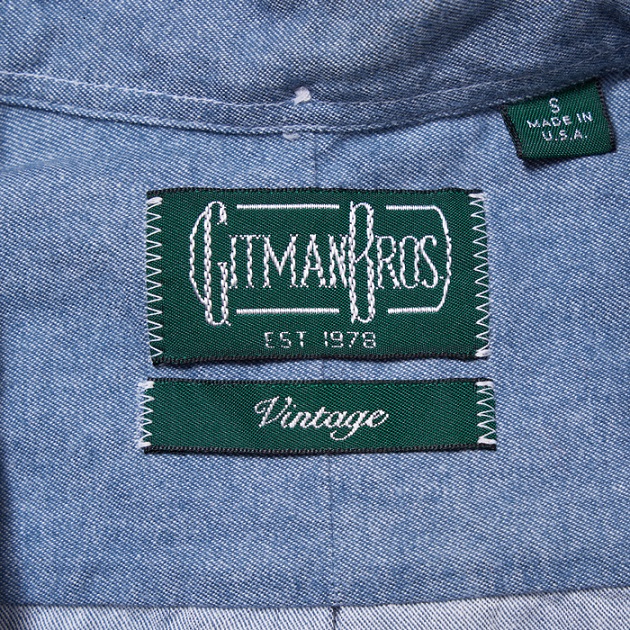 S
MADE IN
U.S.A.
GITMAN BROS.
EST 1978
Vintage